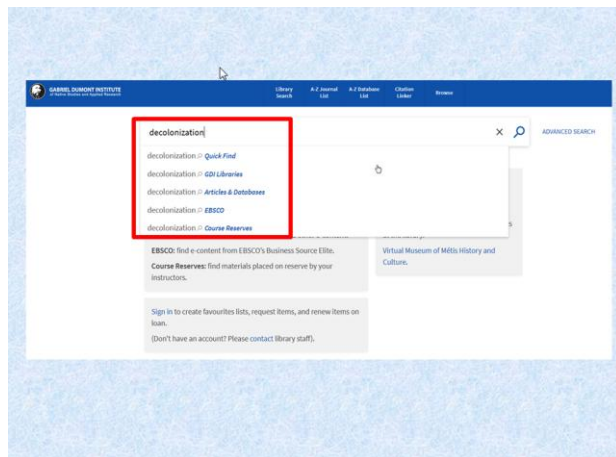 GABRIEL DUMONT INSTITUTE
of Native Studies and Applied Research
Library Search
A-Z Journal List
A-Z Database List
Citation Linker
Browse
decolonization
ADVANCED SEARCH
decolonization Quick Find
decolonization GDI Libraries
decolonization Articles & Databases
decolonization EBSCO
decolonization Course Reserves
EBSCO: find e-content from EBSCO's Business Source Elite.
Course Reserves: find materials placed on reserve by your
instructors.
Virtual Museum of Métis History and
Culture.
Sign in to create favourites lists, request items, and renew items on
loan.
(Don't have an account? Please contact library staff).